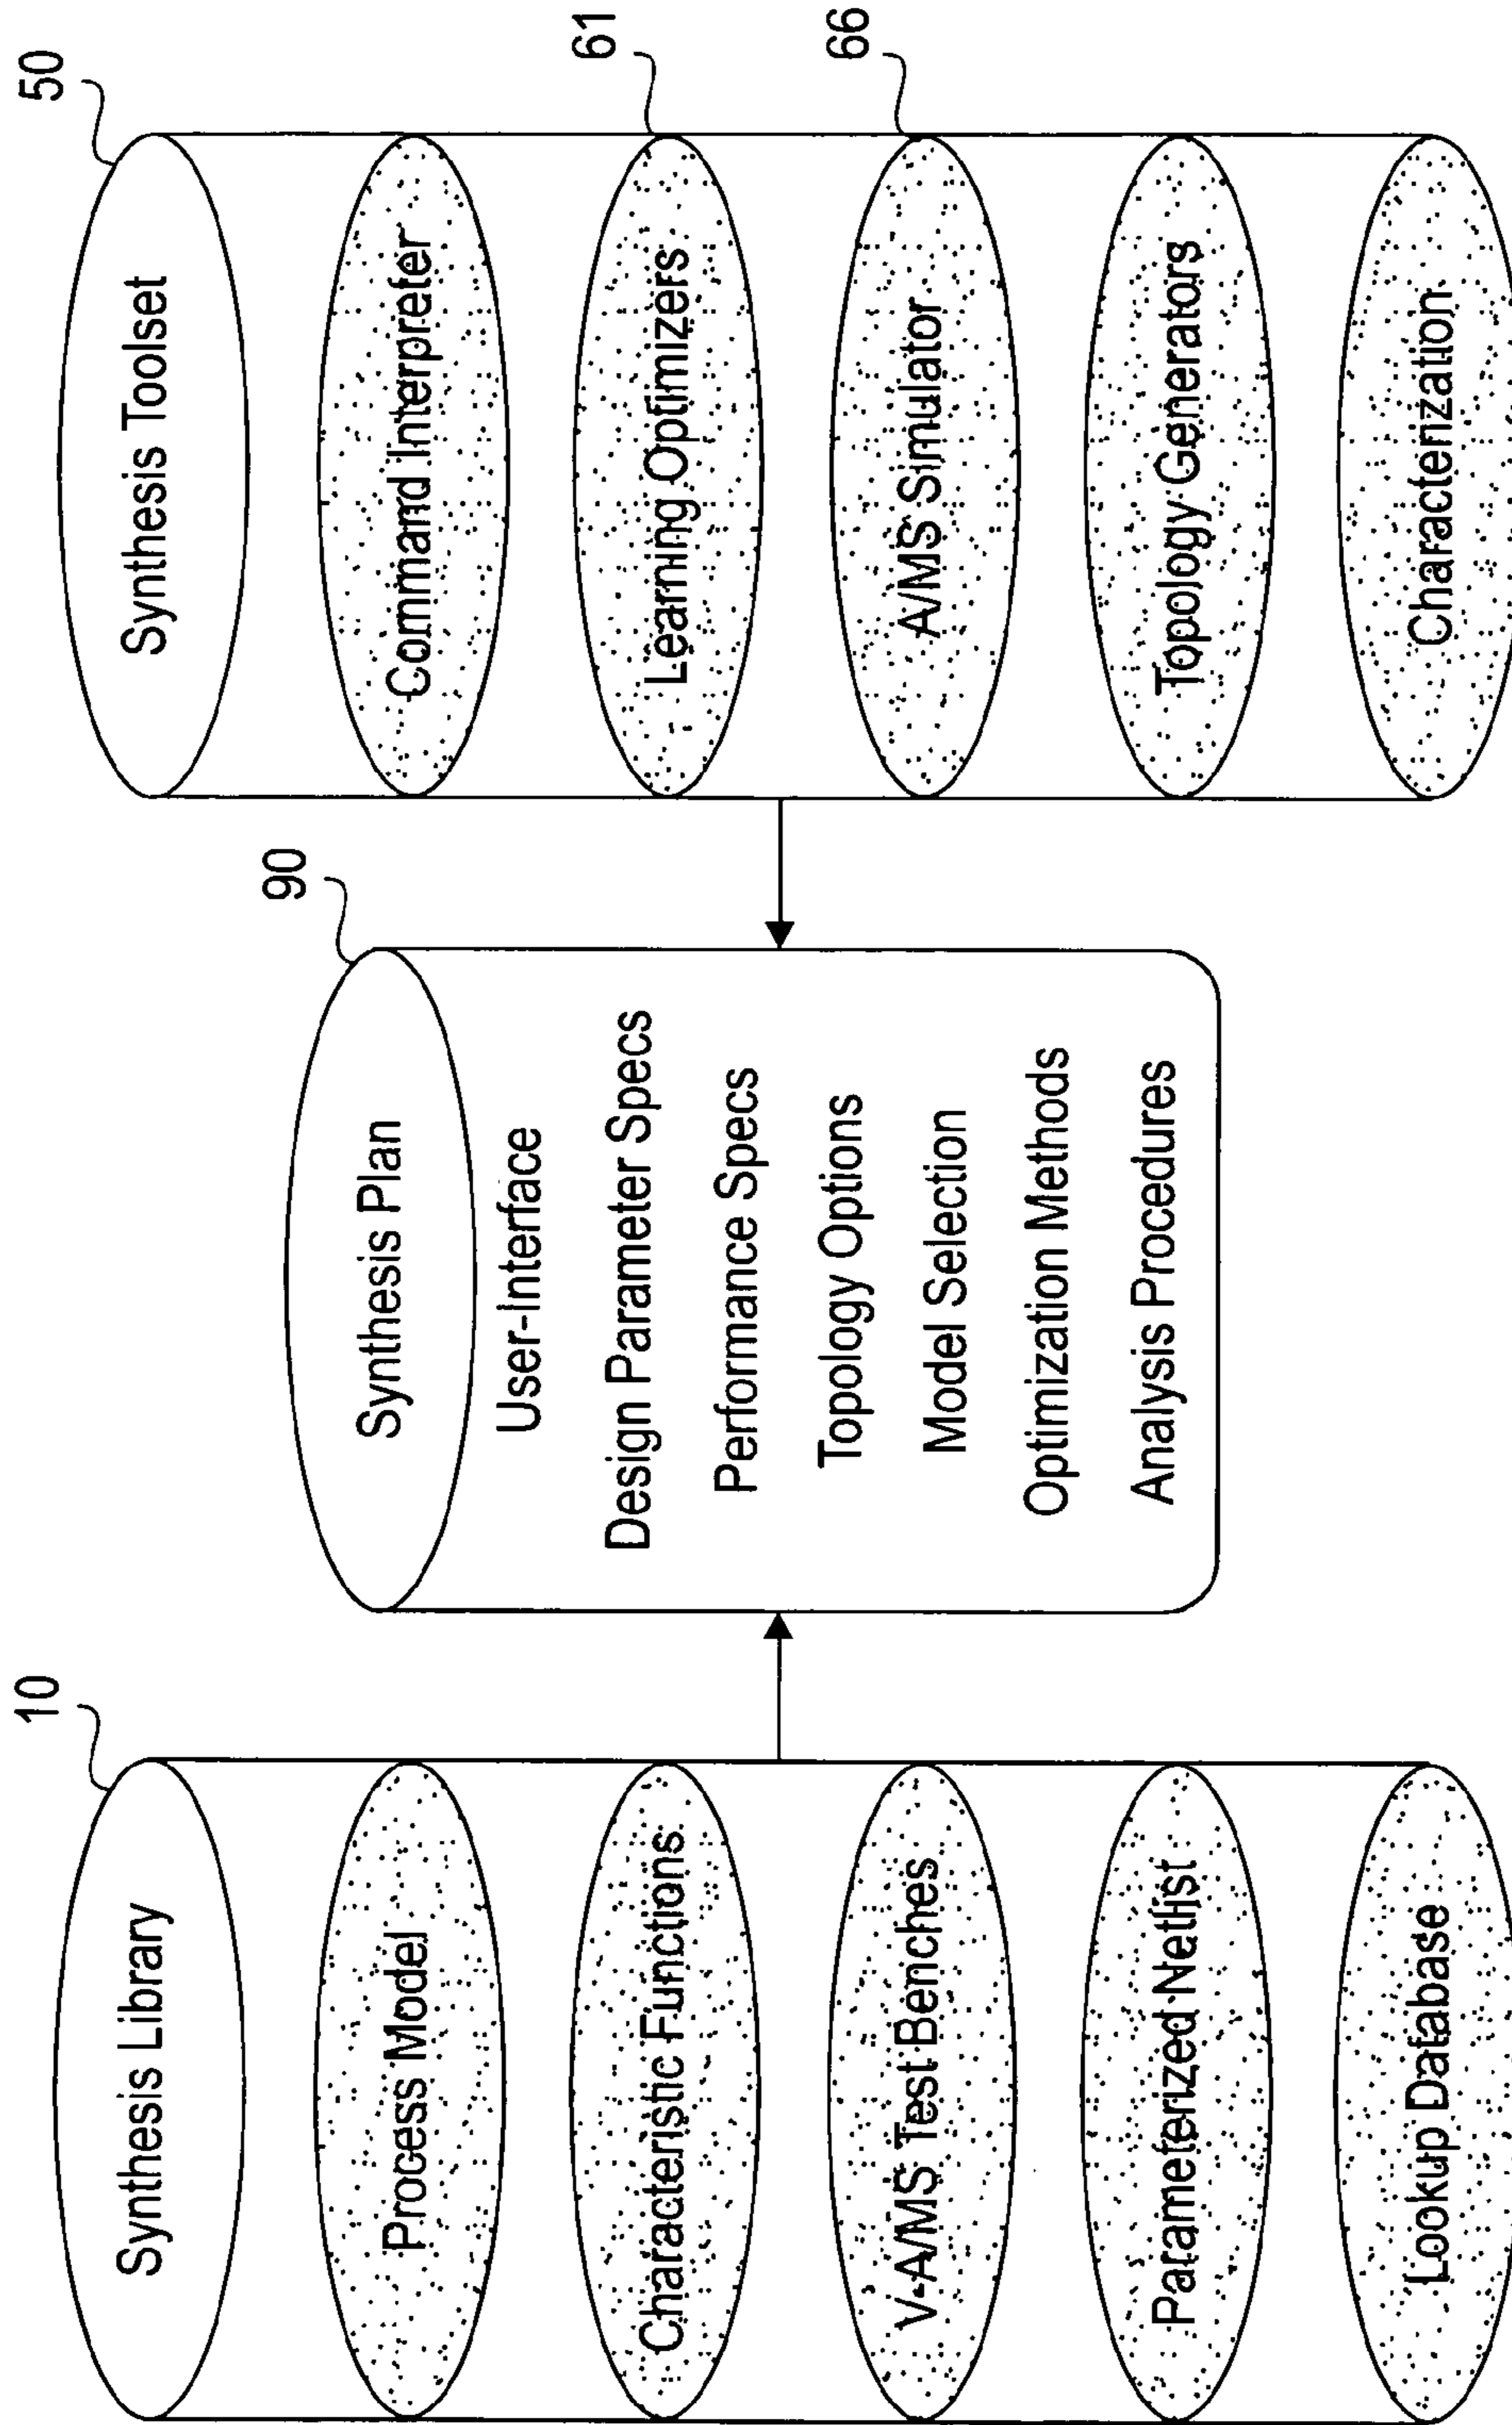 10
Synthesis Library
Process Model
Characteristic Functions
V-A/MS Test Benches
Parameterized Netlist
Lookup Database
90
Synthesis Plan
User-Interface
Design Parameter Specs
Performance Specs
Topology Options
Model Selection
Optimization Methods
Analysis Procedures
50
Synthesis Toolset
Command Interpreter
61
Learning Optimizers
66
A/MS Simulator
Topology Generators
Characterization